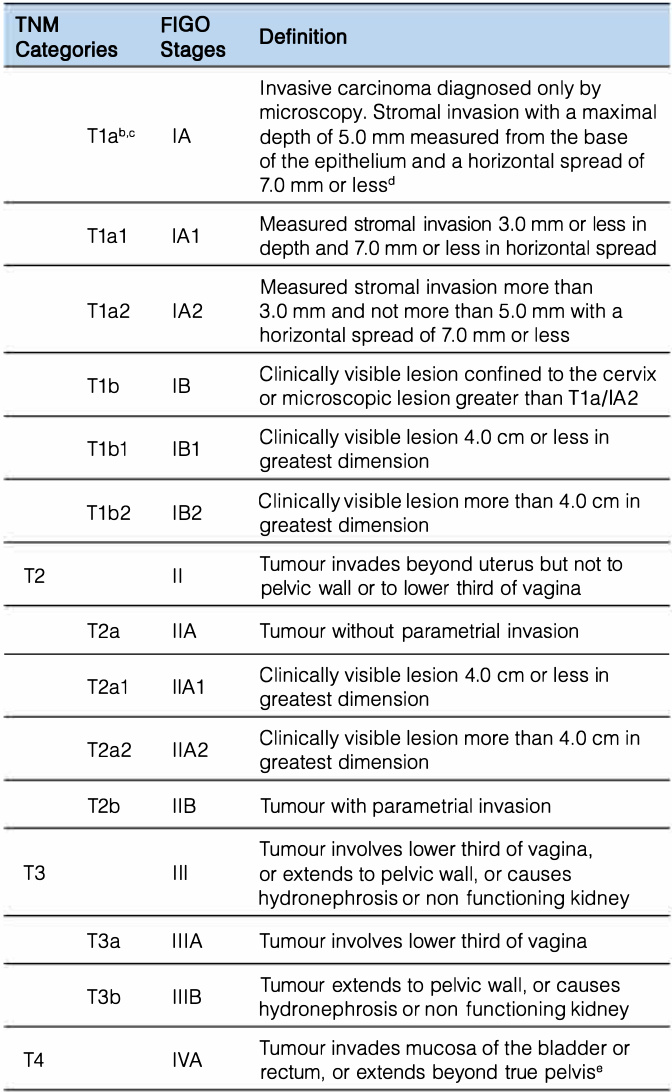 TNM Categories FIGO Stages Definition
T1ab,c IA Invasive carcinoma diagnosed only by
microscopy. Stromal invasion with a maximal
depth of 5.0 mm measured from the base
of the epithelium and a horizontal spread of
7.0 mm or lessd
T1a1 IA1 Measured stromal invasion 3.0 mm or less in
depth and 7.0 mm or less in horizontal spread
T1a2 IA2 Measured stromal invasion more than
3.0 mm and not more than 5.0 mm with a
horizontal spread of 7.0 mm or less
T1b IB Clinically visible lesion confined to the cervix
or microscopic lesion greater than T1a/IA2
T1b1 IB1 Clinically visible lesion 4.0 cm or less in
greatest dimension
T1b2 IB2 Clinically visible lesion more than 4.0 cm in
greatest dimension
T2 II Tumour invades beyond uterus but not to
pelvic wall or to lower third of vagina
T2a IIA Tumour without parametrial invasion
T2a1 IIA1 Clinically visible lesion 4.0 cm or less in
greatest dimension
T2a2 IIA2 Clinically visible lesion more than 4.0 cm in
greatest dimension
T2b IIB Tumour with parametrial invasion
T3 III Tumour involves lower third of vagina,
or extends to pelvic wall, or causes
hydronephrosis or non functioning kidney
T3a IIIA Tumour involves lower third of vagina
T3b IIIB Tumour extends to pelvic wall, or causes
hydronephrosis or non functioning kidney
T4 IVA Tumour invades mucosa of the bladder or
rectum, or extends beyond true pelvise